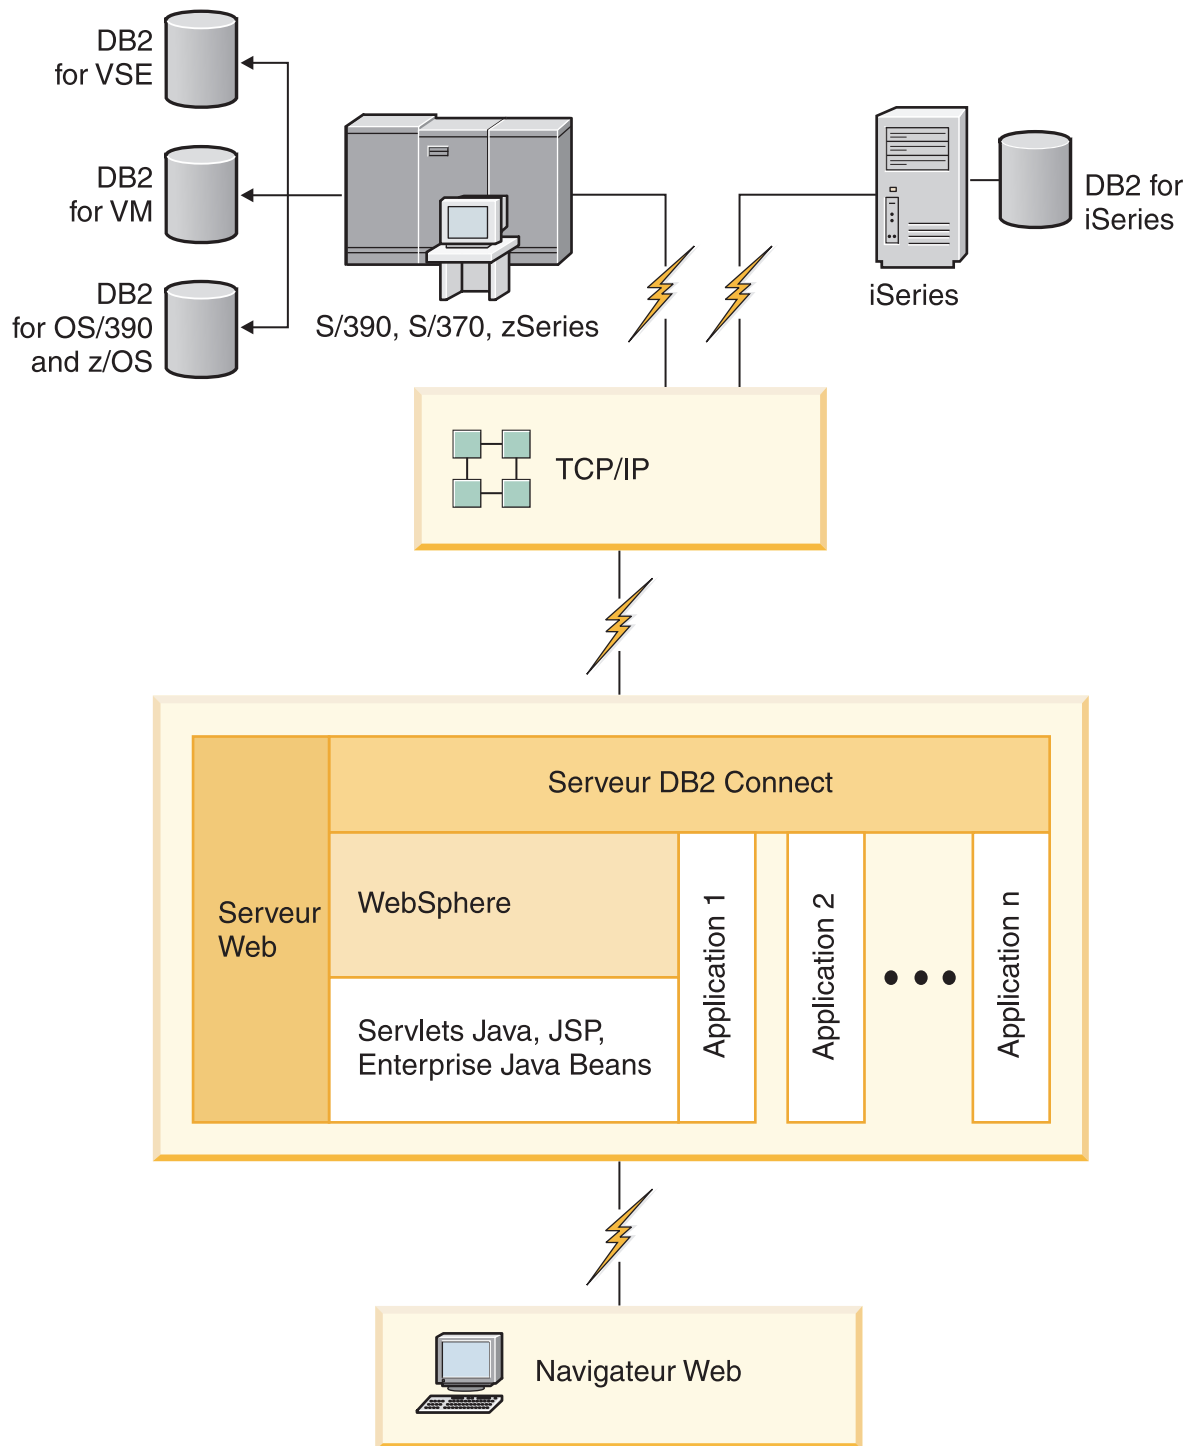 DB2
for VSE
DB2
for VM
DB2
for OS/390
and z/OS
S/390, S/370, zSeries
iSeries
DB2 for
iSeries
TCP/IP
Serveur DB2 Connect
Serveur
Web
WebSphere
Servlets Java, JSP,
Enterprise Java Beans
Application 1
Application 2
Application n
Navigateur Web